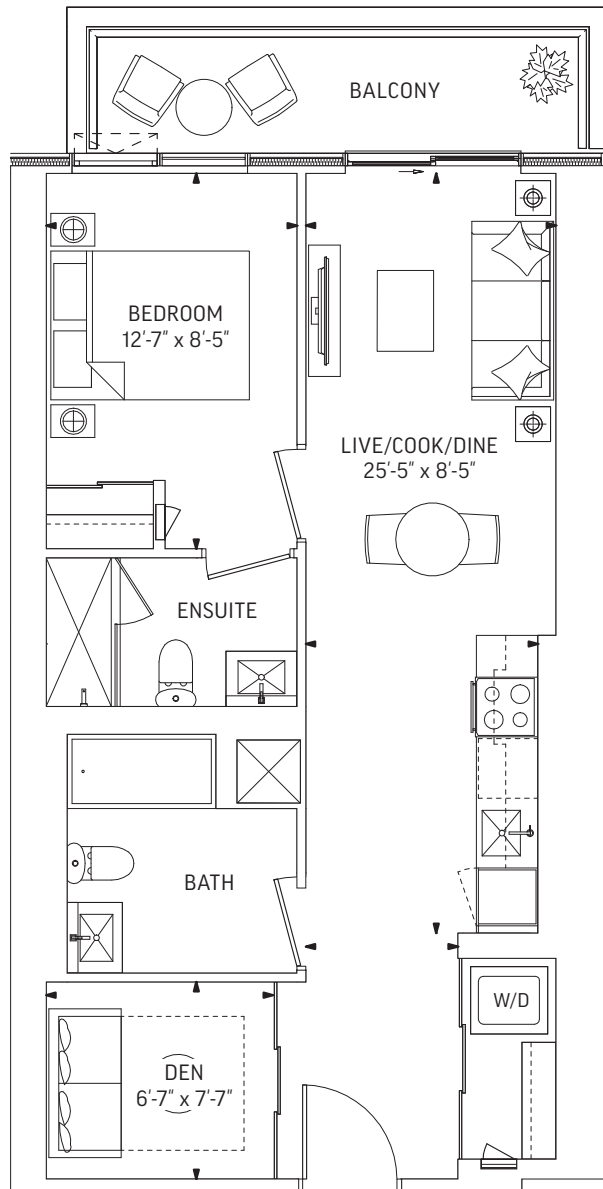 BALCONY
BEDROOM
12'-7" x 8'-5"
LIVE/COOK/DINE
25'-5" x 8'-5"
ENSUITE
BATH
W/D
DEN
6'-7" x 7'-7"